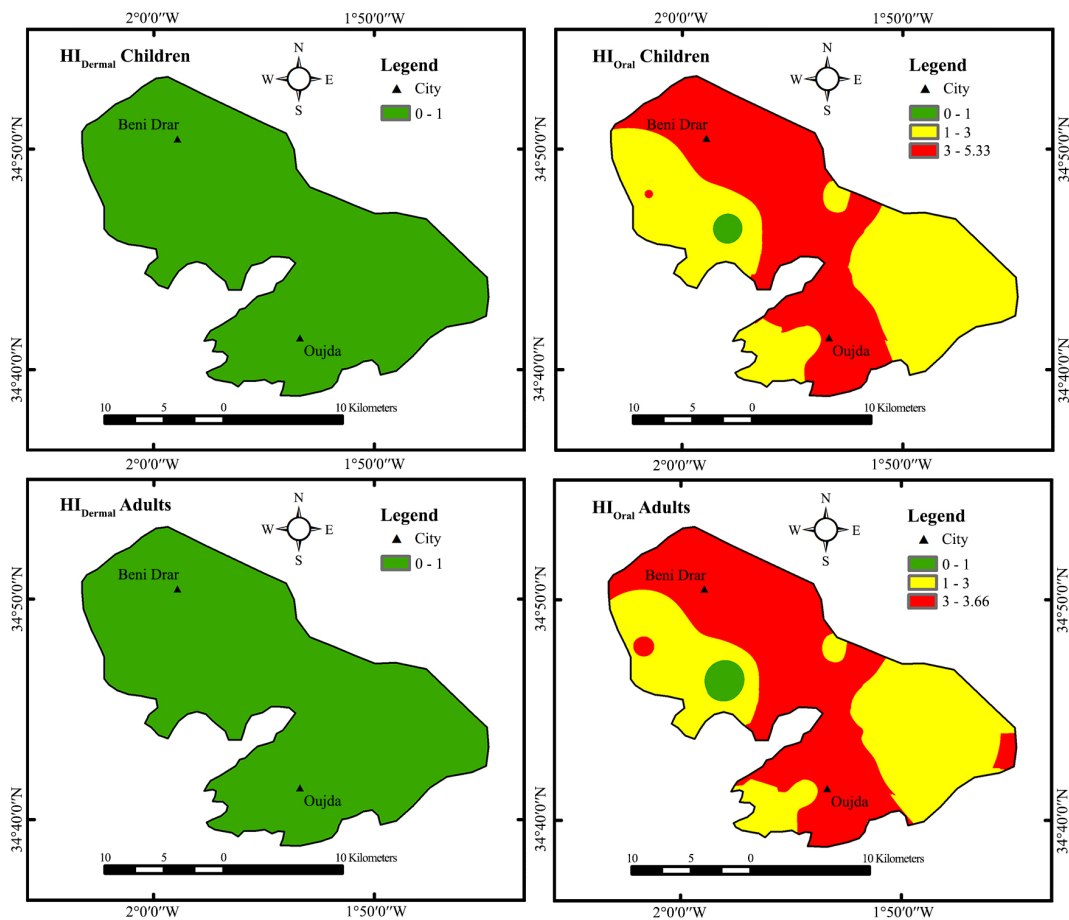 2°0'0"W 1°50'0"W
HIDermal Children
N
W E
S
Legend
City
0 - 1
Beni Drar
Oujda
34°50'0"N
34°40'0"N
10 5 0 10 Kilometers
2°0'0"W 1°50'0"W
HIOral Children
N
W E
S
Legend
City
0 - 1
1 - 3
3 - 5.33
Beni Drar
Oujda
34°50'0"N
34°40'0"N
10 5 0 10 Kilometers
2°0'0"W 1°50'0"W
2°0'0"W 1°50'0"W
HIDermal Adults
N
W E
S
Legend
City
0 - 1
Beni Drar
Oujda
34°50'0"N
34°40'0"N
10 5 0 10 Kilometers
2°0'0"W 1°50'0"W
HIOral Adults
N
W E
S
Legend
City
0 - 1
1 - 3
3 - 3.66
Beni Drar
Oujda
34°50'0"N
34°40'0"N
10 5 0 10 Kilometers
2°0'0"W 1°50'0"W